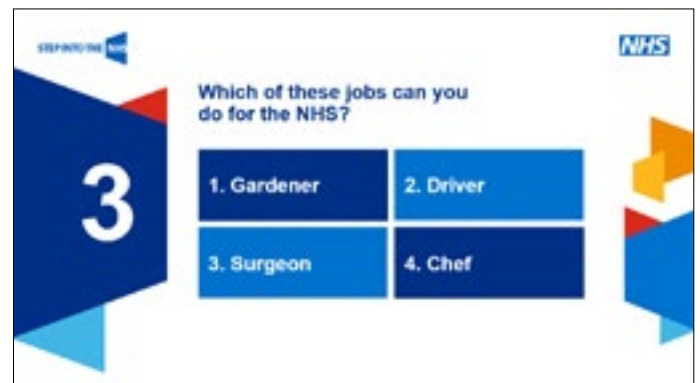 STEP INTO THE NHS
NHS
Which of these jobs can you
do for the NHS?
3
1. Gardener
2. Driver
3. Surgeon
4. Chef